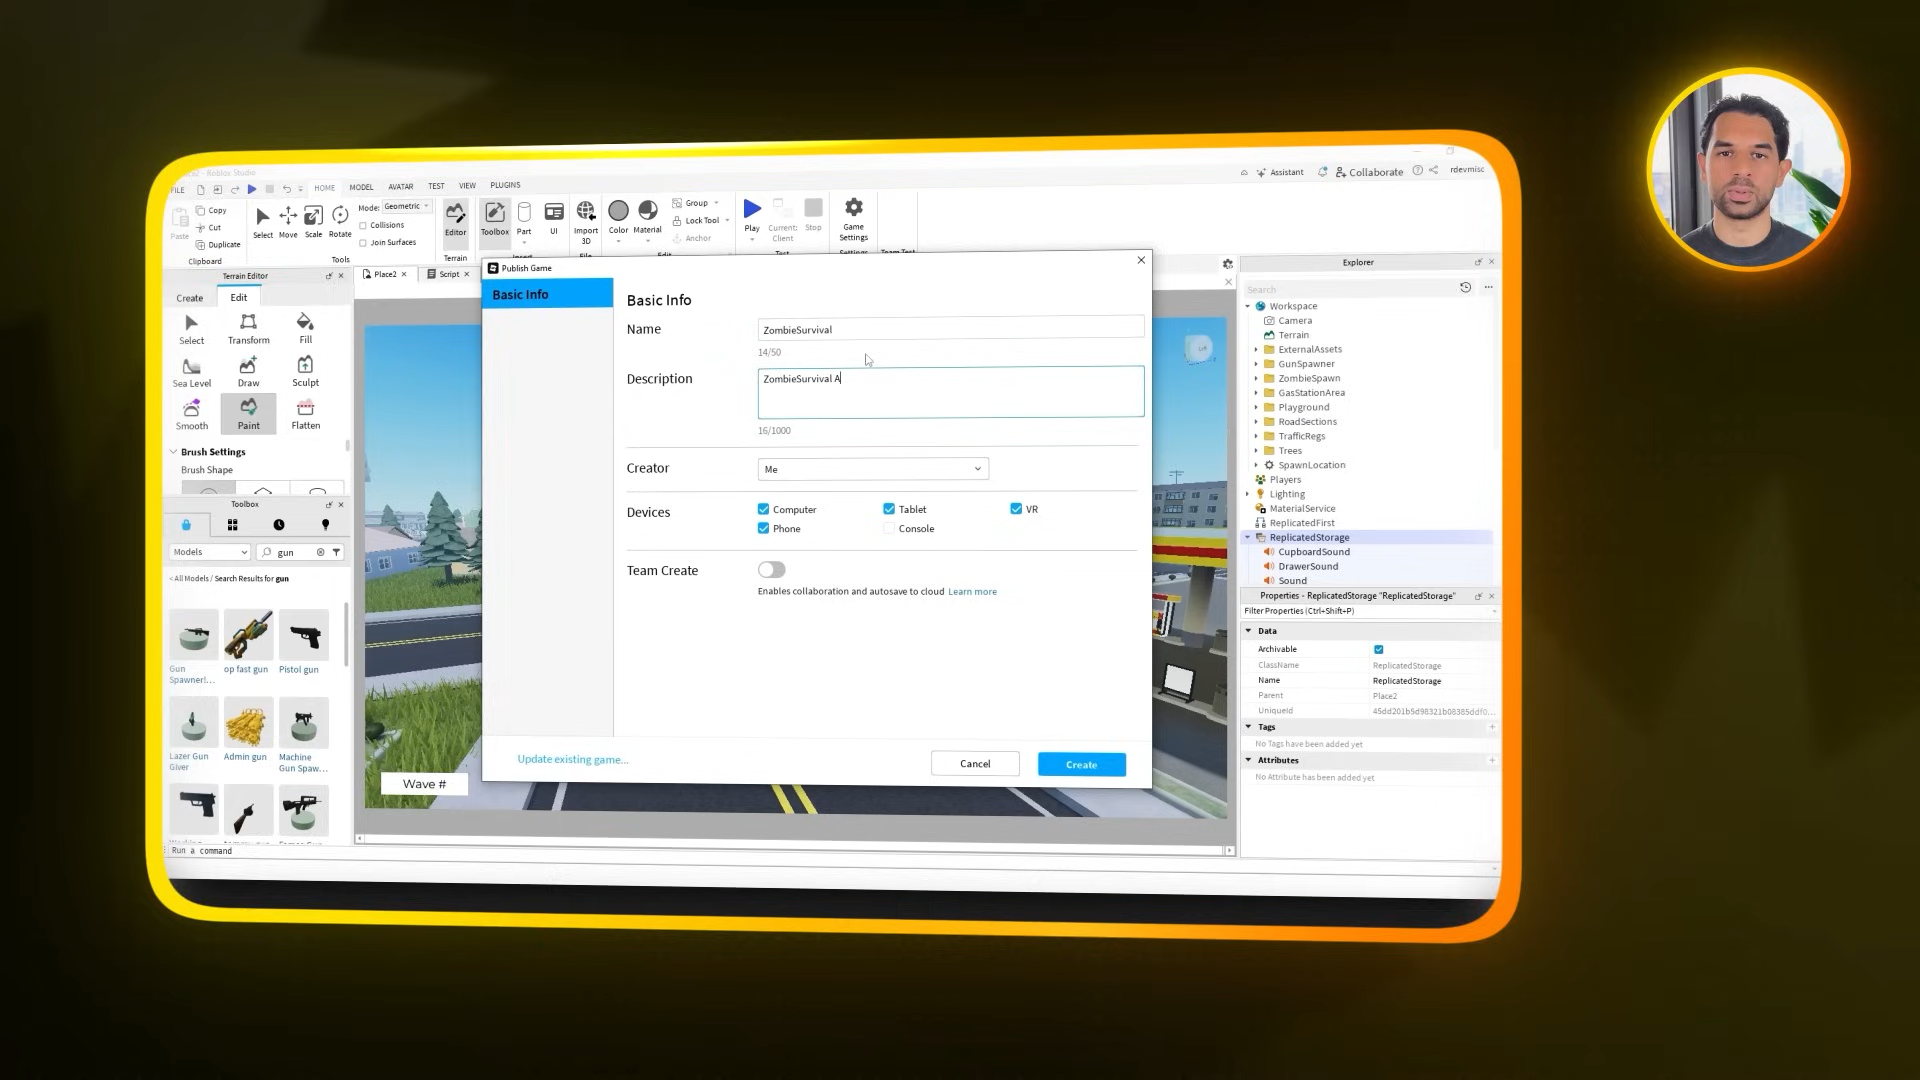 Roblox Studio
Assistant
Collaborate
rdevmisc
FILE
HOME
MODEL
AVATAR
TEST
VIEW
PLUGINS
Paste
Copy
Cut
Duplicate
Clipboard
Select
Move
Scale
Rotate
Mode: Geometric
Collisions
Join Surfaces
Tools
Editor
Terrain
Toolbox
Part
UI
Import
3D
Color
Material
Group
Lock Tool
Anchor
Play
Current:
Client
Stop
Game
Settings
Terrain Editor
Create
Edit
Select
Transform
Fill
Sea Level
Draw
Sculpt
Smooth
Paint
Flatten
Brush Settings
Brush Shape
Toolbox
Models
gun
< All Models / Search Results for gun
Gun
Spawner!...
op fast gun
Pistol gun
Lazer Gun
Giver
Admin gun
Machine
Gun Spaw...
Run a command
Place2
Script
Wave #
Publish Game
Basic Info
Basic Info
Name
ZombieSurvival
14/50
Description
ZombieSurvival A
16/1000
Creator
Me
Devices
Computer
Tablet
VR
Phone
Console
Team Create
Enables collaboration and autosave to cloud Learn more
Update existing game...
Cancel
Create
Explorer
Search
Workspace
Camera
Terrain
ExternalAssets
GunSpawner
ZombieSpawn
GasStationArea
Playground
RoadSections
TrafficRegs
Trees
SpawnLocation
Players
Lighting
MaterialService
ReplicatedFirst
ReplicatedStorage
CupboardSound
DrawerSound
Sound
Properties - ReplicatedStorage "ReplicatedStorage"
Filter Properties (Ctrl+Shift+P)
Data
Archivable
ClassName
ReplicatedStorage
Name
ReplicatedStorage
Parent
Place2
UniqueId
Tags
No Tags have been added yet
Attributes
No Attribute has been added yet